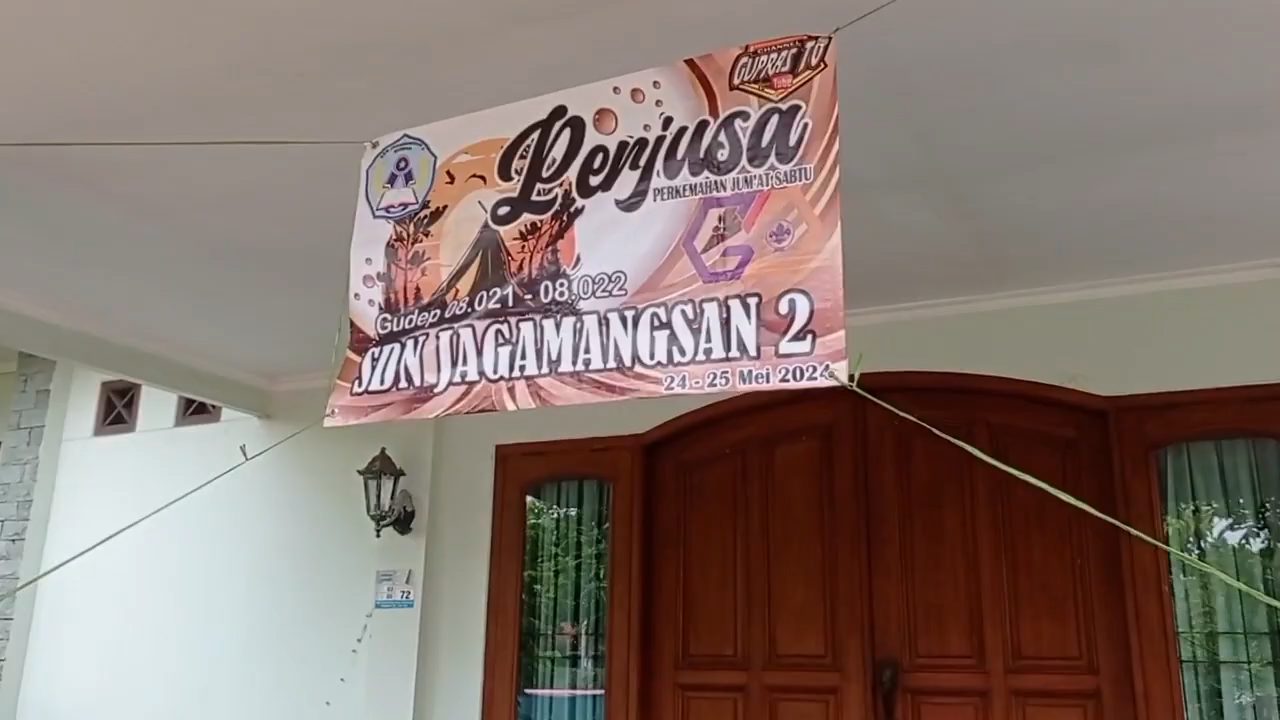 CHANNEL
GUPRAS 10
Tube
Perjusa
PERKEMAHAN JUM'AT SABTU
Gudep 08.021 - 08.022
SDN JAGAMANGSAN 2
24 - 25 Mei 2024
72